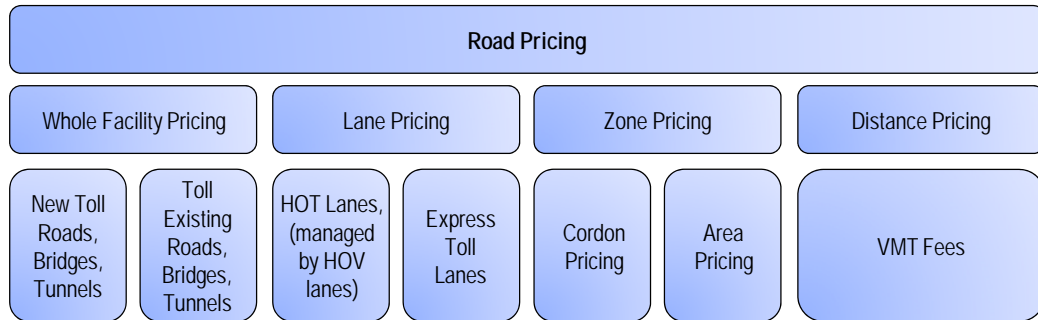 Road Pricing
Whole Facility Pricing
Lane Pricing
Zone Pricing
Distance Pricing
New Toll
Roads,
Bridges,
Tunnels
Toll
Existing
Roads,
Bridges,
Tunnels
HOT Lanes,
(managed
by HOV
lanes)
Express
Toll
Lanes
Cordon
Pricing
Area
Pricing
VMT Fees